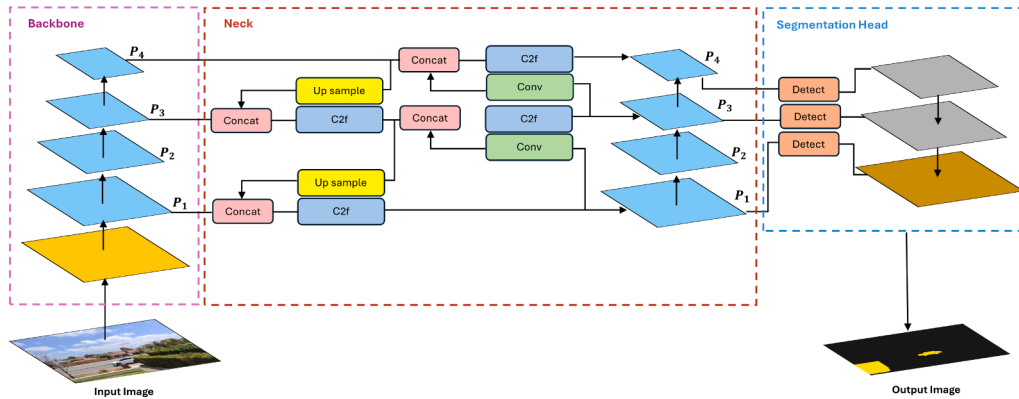 Backbone
Neck
Segmentation Head
P4
P3
P2
P1
Concat
Up sample
C2f
Concat
Up sample
C2f
Concat
C2f
Conv
Concat
C2f
Conv
P4
P3
P2
P1
Detect
Detect
Detect
Input Image
Output Image